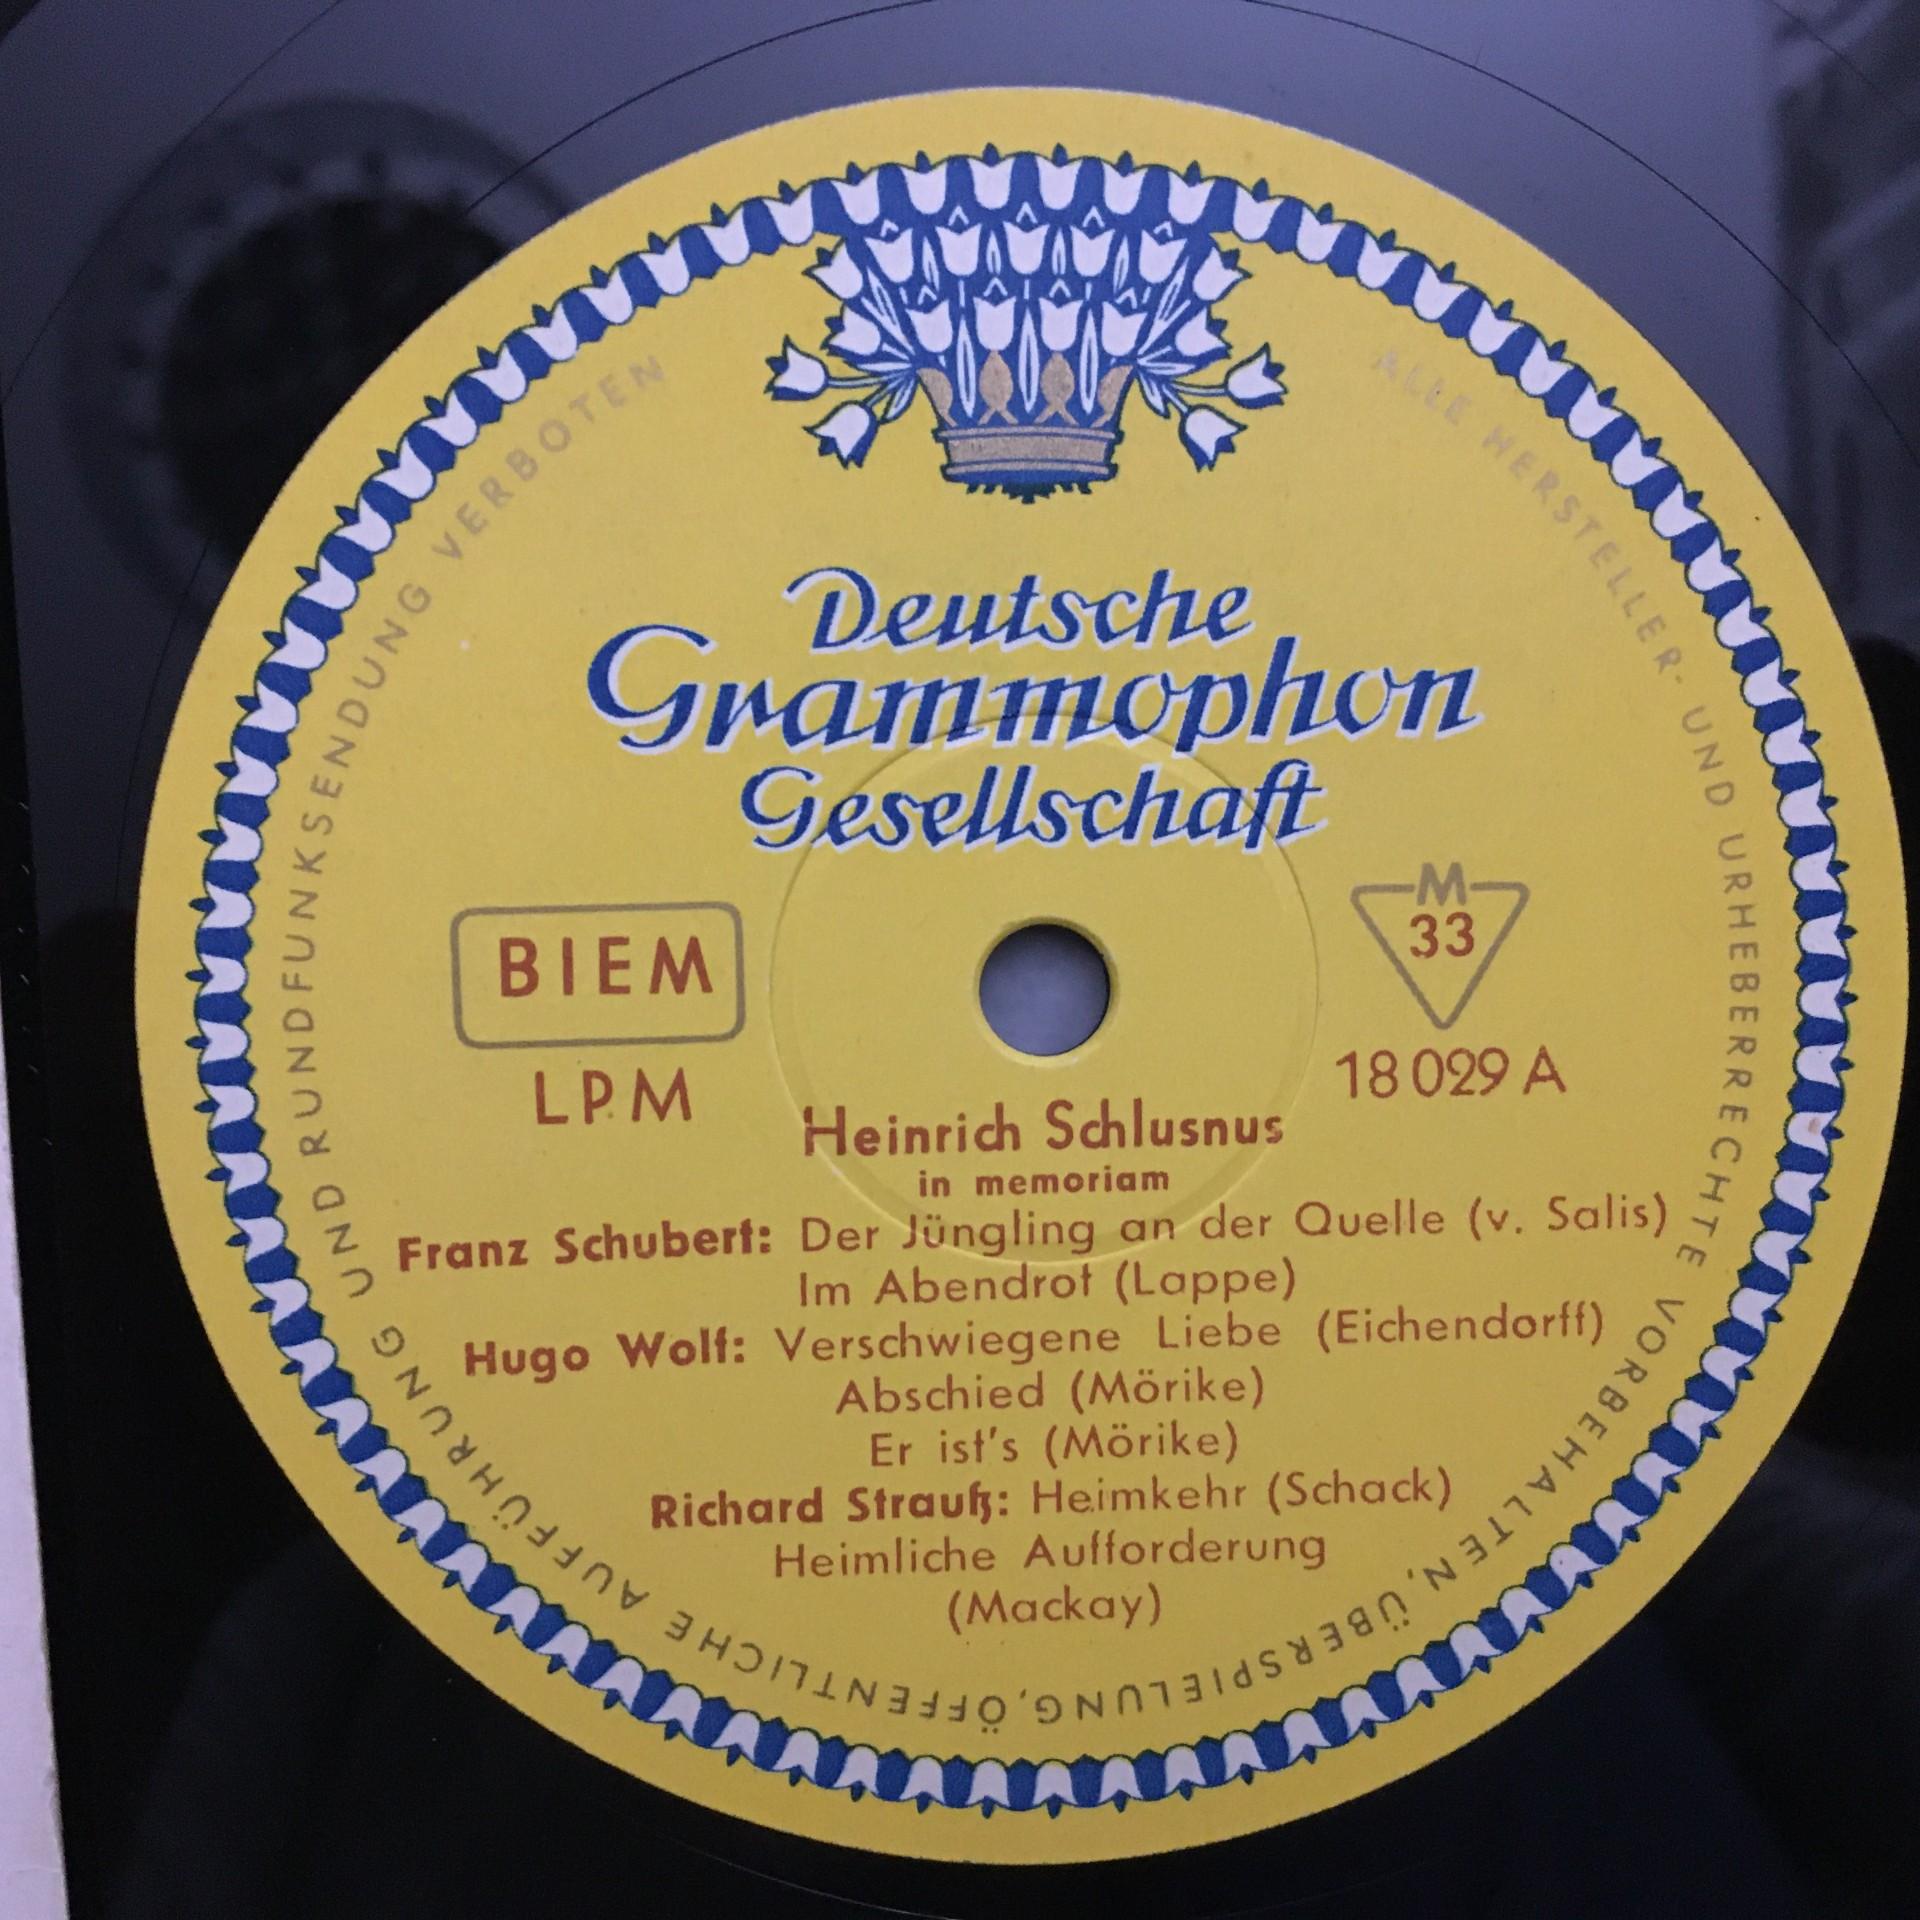 Deutsche
Grammophon
Gesellschaft
BIEM
LPM
M
33
18 029 A
Heinrich Schlusnus
in memoriam
Franz Schubert: Der Jüngling an der Quelle (v. Salis)
Im Abendrot (Lappe)
Hugo Wolf: Verschwiegene Liebe (Eichendorff)
Abschied (Mörike)
Er ist's (Mörike)
Richard Strauß: Heimkehr (Schack)
Heimliche Aufforderung
(Mackay)
ALLE HERSTELLER- UND URHEBERRECHTE VORBEHALTEN, ÜBERSPIELUNG, ÖFFENTLICHE AUFFÜHRUNG UND RUNDFUNKSENDUNG VERBOTEN